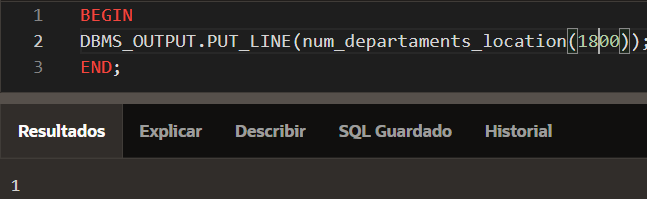 1 BEGIN
2 DBMS_OUTPUT.PUT_LINE(num_departaments_location(1800));
3 END;
Resultados Explicar Describir SQL Guardado Historial
1